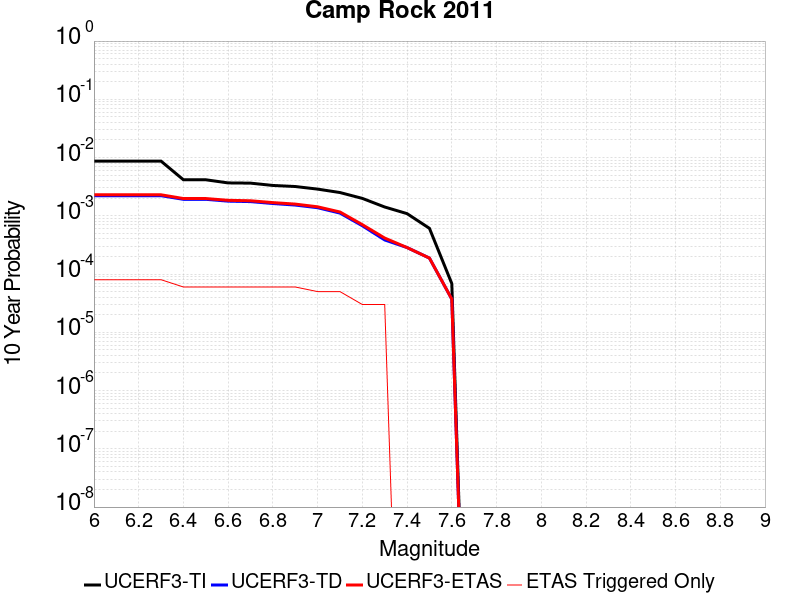 Camp Rock 2011
10 Year Probability
10^0
10^-1
10^-2
10^-3
10^-4
10^-5
10^-6
10^-7
10^-8
6 6.2 6.4 6.6 6.8 7 7.2 7.4 7.6 7.8 8 8.2 8.4 8.6 8.8 9
Magnitude
UCERF3-TI UCERF3-TD UCERF3-ETAS ETAS Triggered Only